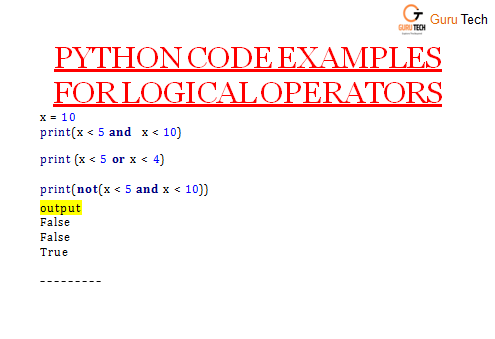 GURU TECH
Guru Tech
PYTHON CODE EXAMPLES
FOR LOGICAL OPERATORS
x = 10
print(x < 5 and x < 10)
print (x < 5 or x < 4)
print(not(x < 5 and x < 10))
output
False
False
True
---------